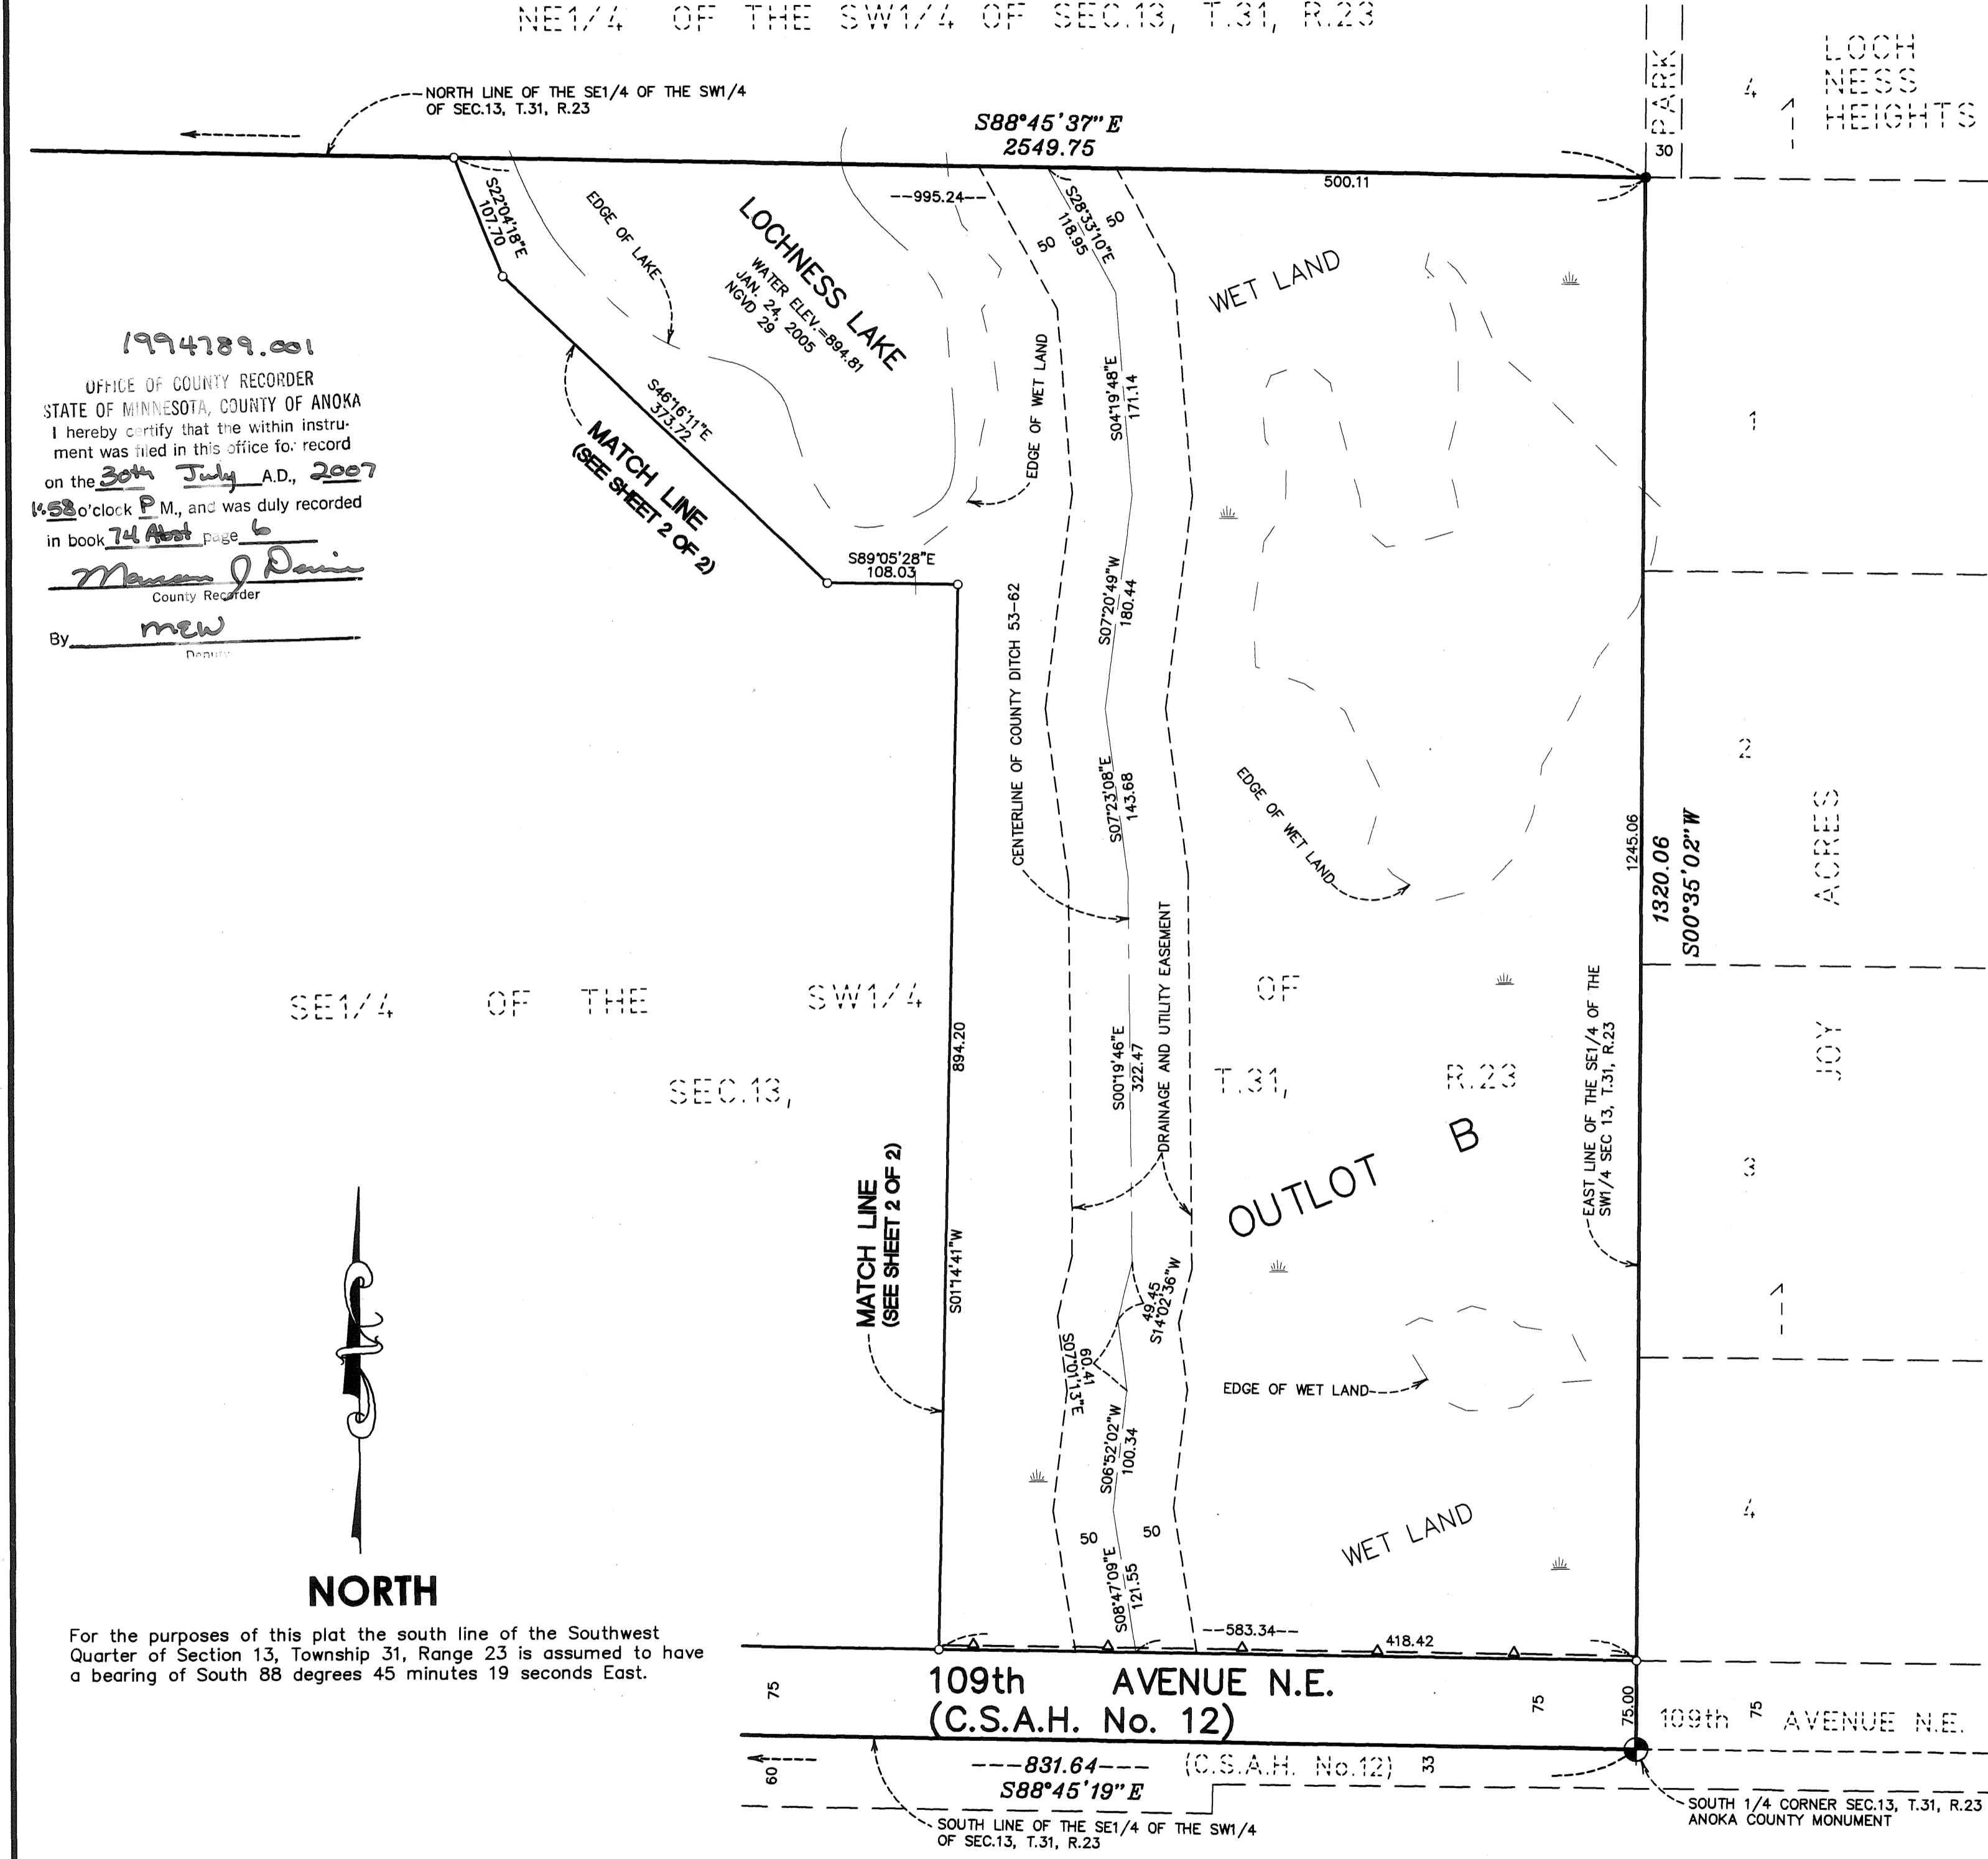 NE1/4 OF THE SW1/4 OF SEC.13, T.31, R.23
PARK
30
4
1
LOCH
NESS
HEIGHTS
NORTH LINE OF THE SE1/4 OF THE SW1/4
OF SEC.13, T.31, R.23
S88°45'37"E
2549.75
500.11
--995.24--
S22°04'18"E
107.70
EDGE OF LAKE
LOCHNESS LAKE
WATER ELEV.=894.81
JAN. 24, 2005
NGVD 29
S28°33'10"E
118.95
50
50
WET LAND
1994789.001
OFFICE OF COUNTY RECORDER
STATE OF MINNESOTA, COUNTY OF ANOKA
I hereby certify that the within instru-
ment was filed in this office for record
on the 30th July A.D., 2007
1:58 o'clock P M., and was duly recorded
in book 74 Abst page 6
County Recorder
By MEW
Deputy
S46°16'11"E
373.72
MATCH LINE
(SEE SHEET 2 OF 2)
EDGE OF WET LAND
S04°19'48"E
171.14
1
S89°05'28"E
108.03
CENTERLINE OF COUNTY DITCH 53-62
S07°20'49"W
180.44
S07°23'08"E
143.68
EDGE OF WET LAND
1245.06
1320.06
S00°35'02"W
2
JOY ACRES
SE1/4 OF THE SW1/4 OF
SEC.13, T.31, R.23
894.20
S01°14'41"W
S00°19'46"E
322.47
DRAINAGE AND UTILITY EASEMENT
EAST LINE OF THE SE1/4 OF THE
SW1/4 SEC 13, T.31, R.23
OUTLOT B
3
1
MATCH LINE
(SEE SHEET 2 OF 2)
49.45
S14°02'36"W
60.41
S07°01'13"E
EDGE OF WET LAND
S06°52'02"W
100.34
WET LAND
4
50
50
S08°47'09"E
121.55
NORTH
For the purposes of this plat the south line of the Southwest
Quarter of Section 13, Township 31, Range 23 is assumed to have
a bearing of South 88 degrees 45 minutes 19 seconds East.
--583.34--
418.42
75
109th AVENUE N.E.
(C.S.A.H. No. 12)
75
75.00
109th 75 AVENUE N.E.
60
---831.64---
S88°45'19"E
(C.S.A.H. No.12)
33
SOUTH LINE OF THE SE1/4 OF THE SW1/4
OF SEC.13, T.31, R.23
SOUTH 1/4 CORNER SEC.13, T.31, R.23
ANOKA COUNTY MONUMENT